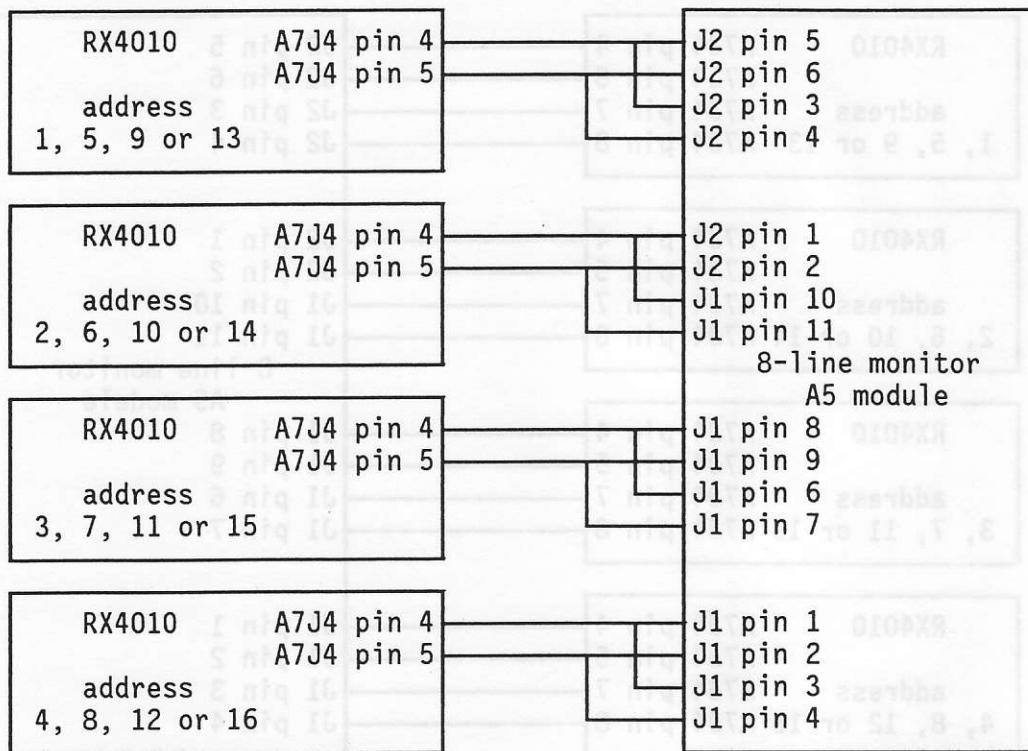 RX4010 A7J4 pin 4 J2 pin 5
A7J4 pin 5 J2 pin 6
address J2 pin 3
1, 5, 9 or 13 J2 pin 4
RX4010 A7J4 pin 4 J2 pin 1
A7J4 pin 5 J2 pin 2
address J1 pin 10
2, 6, 10 or 14 J1 pin 11
8-line monitor
A5 module
RX4010 A7J4 pin 4 J1 pin 8
A7J4 pin 5 J1 pin 9
address J1 pin 6
3, 7, 11 or 15 J1 pin 7
RX4010 A7J4 pin 4 J1 pin 1
A7J4 pin 5 J1 pin 2
address J1 pin 3
4, 8, 12 or 16 J1 pin 4